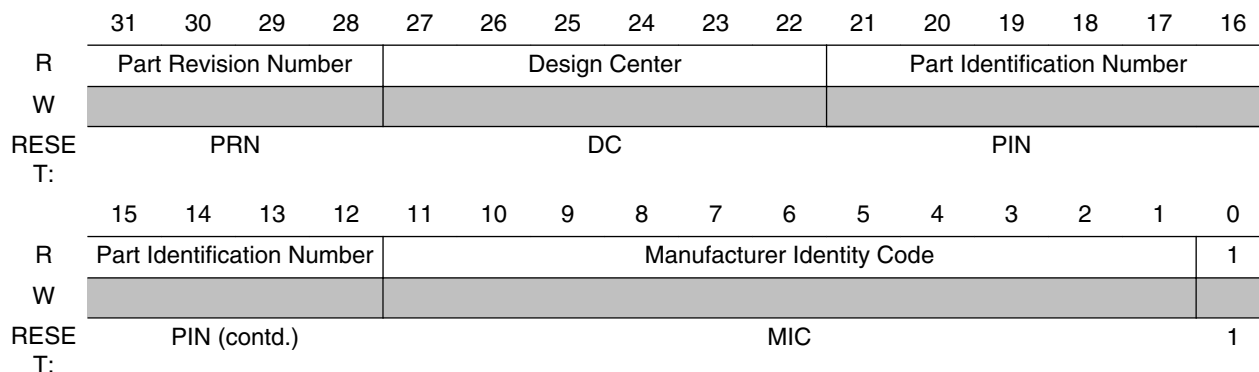 31 30 29 28 27 26 25 24 23 22 21 20 19 18 17 16
R Part Revision Number Design Center Part Identification Number
W
RESE PRN DC PIN
T:
15 14 13 12 11 10 9 8 7 6 5 4 3 2 1 0
R Part Identification Number Manufacturer Identity Code 1
W
RESE PIN (contd.) MIC 1
T: